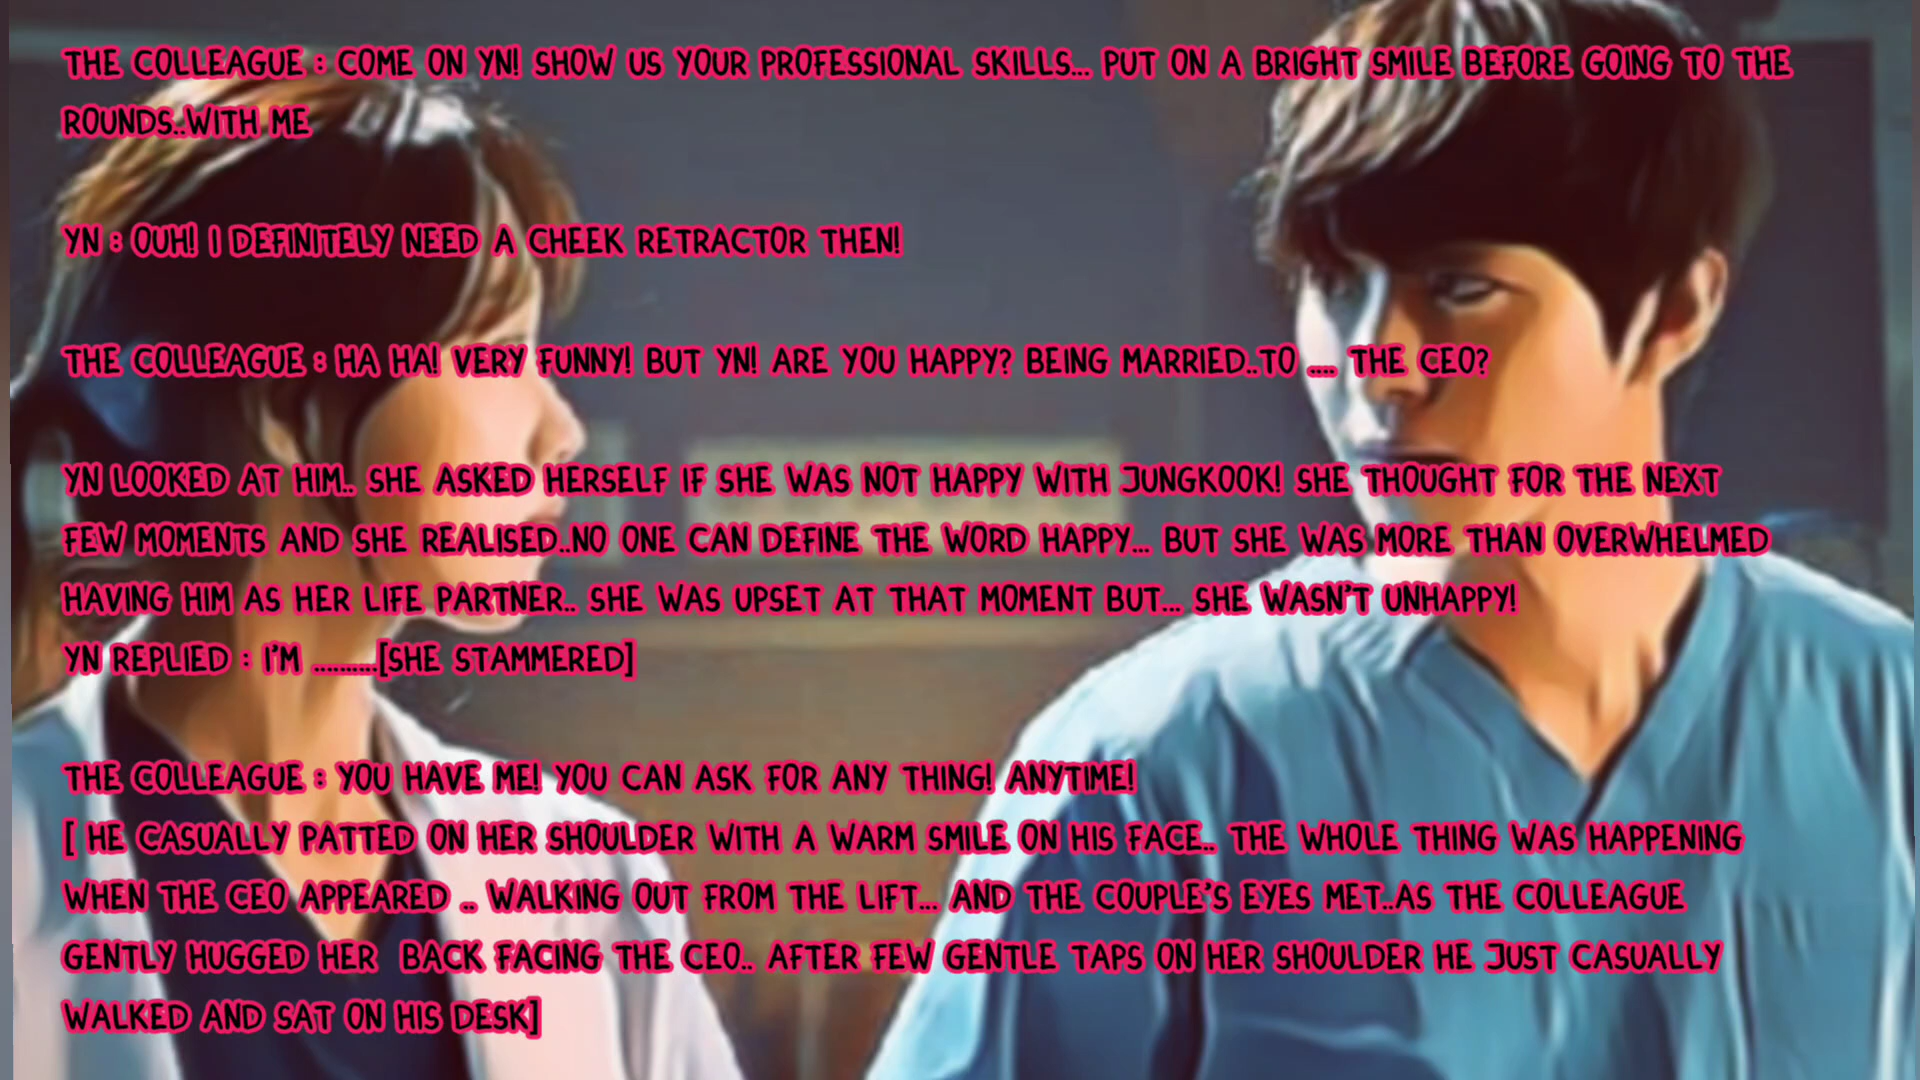 THE COLLEAGUE : COME ON YN! SHOW US YOUR PROFESSIONAL SKILLS... PUT ON A BRIGHT SMILE BEFORE GOING TO THE
ROUNDS..WITH ME
YN : OUH! I DEFINITELY NEED A CHEEK RETRACTOR THEN!
THE COLLEAGUE : HA HA! VERY FUNNY! BUT YN! ARE YOU HAPPY? BEING MARRIED..TO .... THE CEO?
YN LOOKED AT HIM.. SHE ASKED HERSELF IF SHE WAS NOT HAPPY WITH JUNGKOOK! SHE THOUGHT FOR THE NEXT
FEW MOMENTS AND SHE REALISED..NO ONE CAN DEFINE THE WORD HAPPY... BUT SHE WAS MORE THAN OVERWHELMED
HAVING HIM AS HER LIFE PARTNER.. SHE WAS UPSET AT THAT MOMENT BUT... SHE WASN'T UNHAPPY!
YN REPLIED : I'M ..........[SHE STAMMERED]
THE COLLEAGUE : YOU HAVE ME! YOU CAN ASK FOR ANY THING! ANYTIME!
[ HE CASUALLY PATTED ON HER SHOULDER WITH A WARM SMILE ON HIS FACE.. THE WHOLE THING WAS HAPPENING
WHEN THE CEO APPEARED .. WALKING OUT FROM THE LIFT... AND THE COUPLE'S EYES MET..AS THE COLLEAGUE
GENTLY HUGGED HER BACK FACING THE CEO.. AFTER FEW GENTLE TAPS ON HER SHOULDER HE JUST CASUALLY
WALKED AND SAT ON HIS DESK]